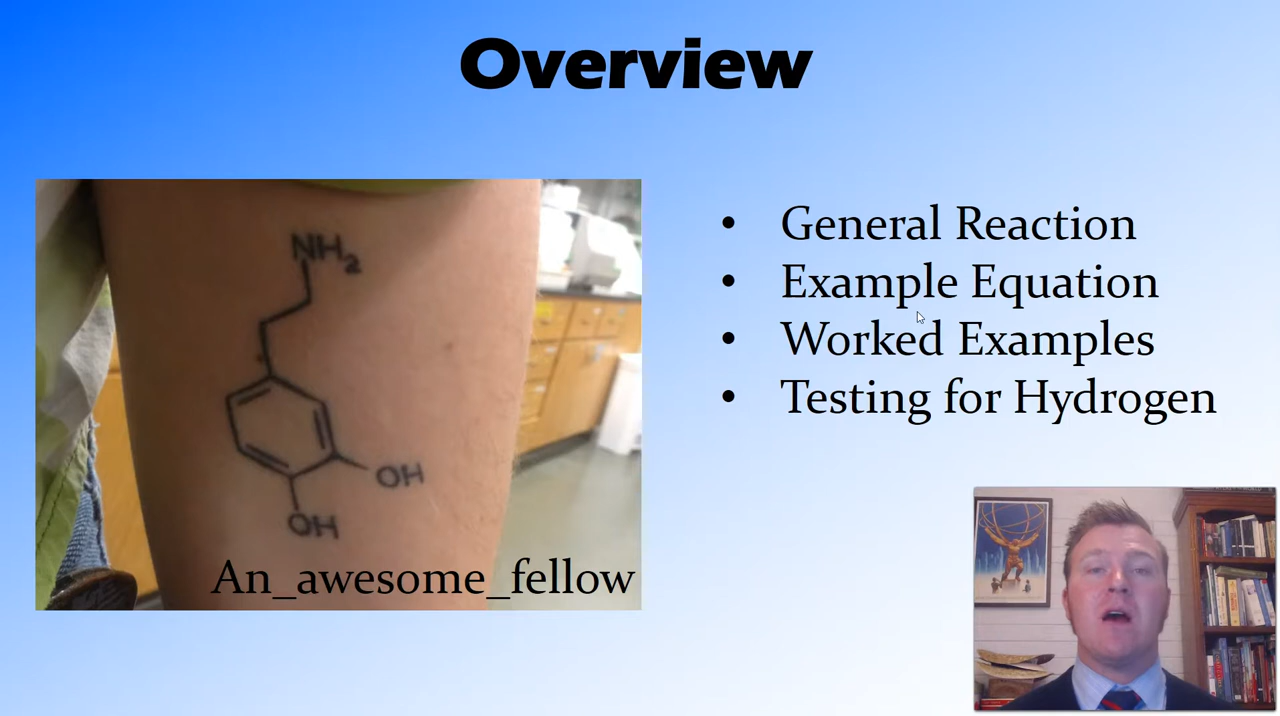 Overview
NH₂
OH
OH
An_awesome_fellow
• General Reaction
• Example Equation
• Worked Examples
• Testing for Hydrogen